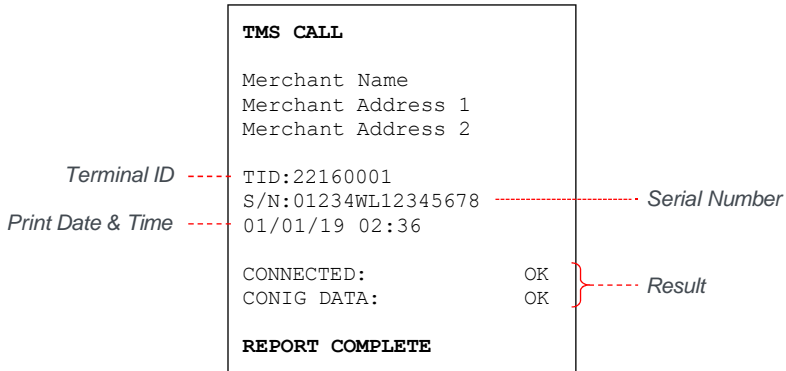 TMS CALL
Merchant Name
Merchant Address 1
Merchant Address 2
Terminal ID
TID:22160001
S/N:01234WL12345678
Serial Number
Print Date & Time
01/01/19 02:36
CONNECTED: OK
CONIG DATA: OK
Result
REPORT COMPLETE